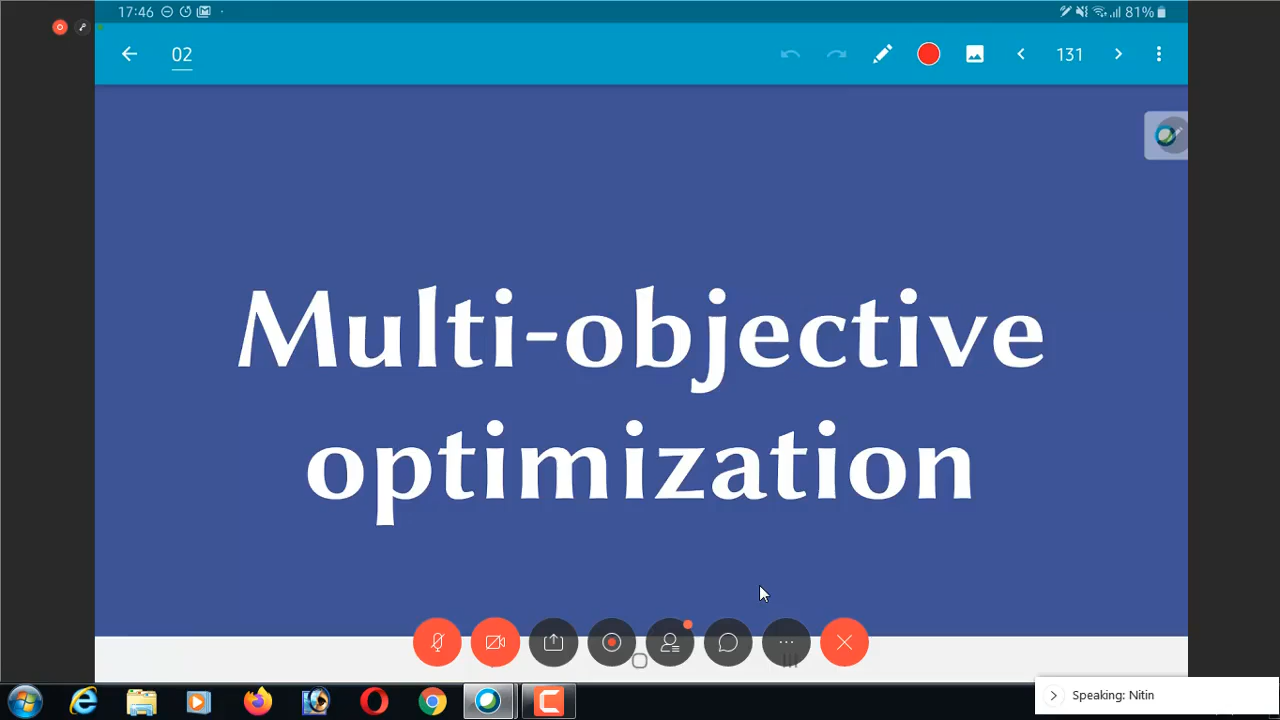 17:46
81%
02
131
Multi-objective
optimization
Speaking: Nitin